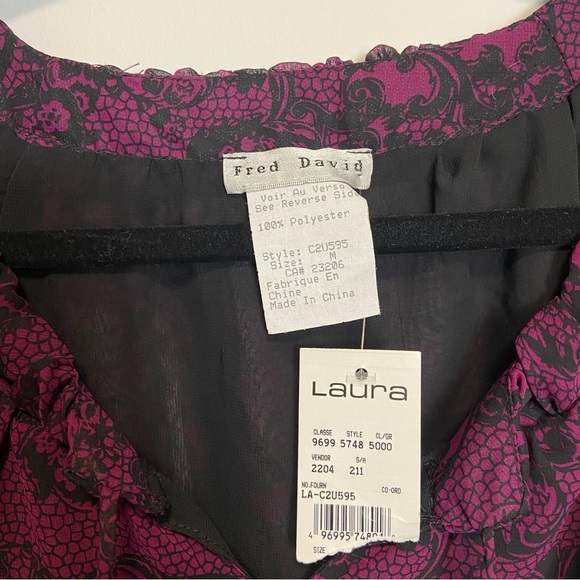 Fred David
Voir Au Verso
See Reverse Side
100% Polyester
Style: C2U595
Size: M
CA# 23206
Fabrique En
Chine
Made In China
Laura
CLASSE STYLE CL/GR
9699 5748 5000
VENDOR S/A
2204 211
NO.FOURN CO-ORD
LA-C2U595
SIZE